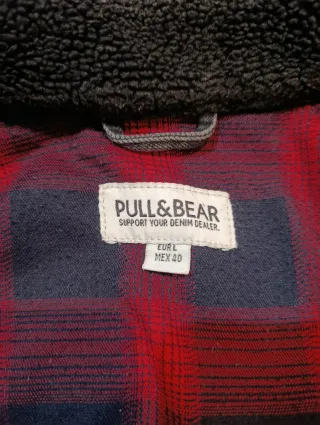 PULL&BEAR
SUPPORT YOUR DENIM DEALER.
EUR L
MEX 40